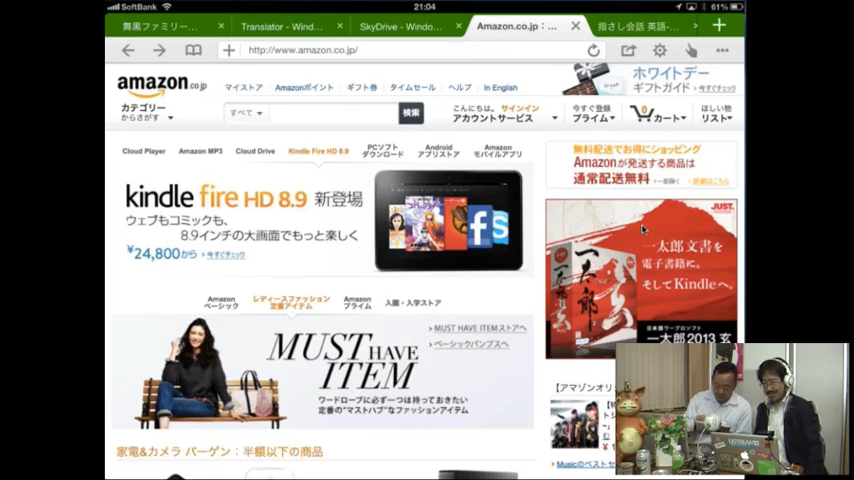 SoftBank
21:04
61%
舞黒ファミリー...
Translator - Wind...
SkyDrive - Windo...
Amazon.co.jp：...
指さし会話 英語-...
http://www.amazon.co.jp/
amazon.co.jp
マイストア
Amazonポイント
ギフト券
タイムセール
ヘルプ
In English
ホワイトデー
ギフトガイド
今すぐチェック
カテゴリー
からさがす
すべて
検索
こんにちは。サインイン
アカウントサービス
今すぐ登録
プライム
0
カート
ほしい物
リスト
Cloud Player
Amazon MP3
Cloud Drive
Kindle Fire HD 8.9
PCソフト
ダウンロード
Android
アプリストア
Amazon
モバイルアプリ
無料配送でお得にショッピング
Amazonが発送する商品は
通常配送無料
一部除く
詳細はこちら
kindle fire HD 8.9 新登場
ウェブもコミックも、
8.9インチの大画面でもっと楽しく
¥24,800から
今すぐチェック
JUST.
一太郎文書を
電子書籍に。
そしてKindleへ。
一太郎
日本語ワープロソフト
一太郎2013 玄
Amazon
ベーシック
レディースファッション
定番アイテム
Amazon
プライム
入園・入学ストア
MUST HAVE
ITEM
MUST HAVE ITEMストアへ
ベーシックパンプスへ
ワードローブに必ず一つは持っておきたい
定番の"マストハブ"なファッションアイテム
【アマゾンオリ
家電&カメラ バーゲン：半額以下の商品
Musicのベストセ
USTREAM